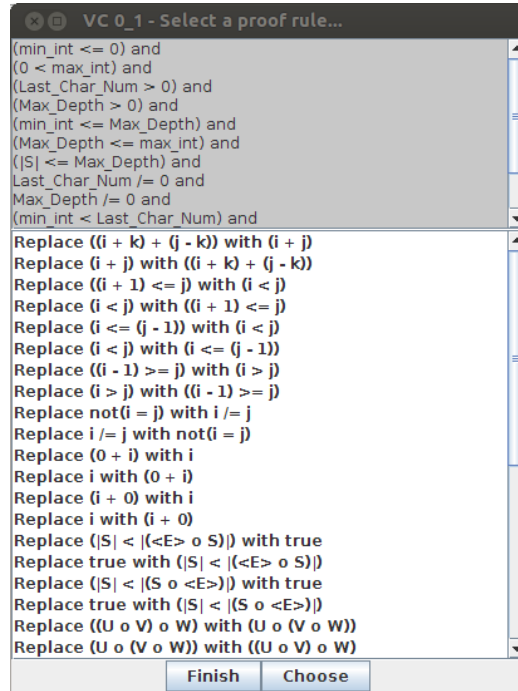 VC 0_1 - Select a proof rule...
(min_int <= 0) and
(0 < max_int) and
(Last_Char_Num > 0) and
(Max_Depth > 0) and
(min_int <= Max_Depth) and
(Max_Depth <= max_int) and
(|S| <= Max_Depth) and
Last_Char_Num /= 0 and
Max_Depth /= 0 and
(min_int < Last_Char_Num) and
Replace ((i + k) + (j - k)) with (i + j)
Replace (i + j) with ((i + k) + (j - k))
Replace ((i + 1) <= j) with (i < j)
Replace (i < j) with ((i + 1) <= j)
Replace (i <= (j - 1)) with (i < j)
Replace (i < j) with (i <= (j - 1))
Replace ((i - 1) >= j) with (i > j)
Replace (i > j) with ((i - 1) >= j)
Replace not(i = j) with i /= j
Replace i /= j with not(i = j)
Replace (0 + i) with i
Replace i with (0 + i)
Replace (i + 0) with i
Replace i with (i + 0)
Replace (|S| < |(<E> o S)|) with true
Replace true with (|S| < |(<E> o S)|)
Replace (|S| < |(S o <E>)|) with true
Replace true with (|S| < |(S o <E>)|)
Replace ((U o V) o W) with (U o (V o W))
Replace (U o (V o W)) with ((U o V) o W)
Finish Choose